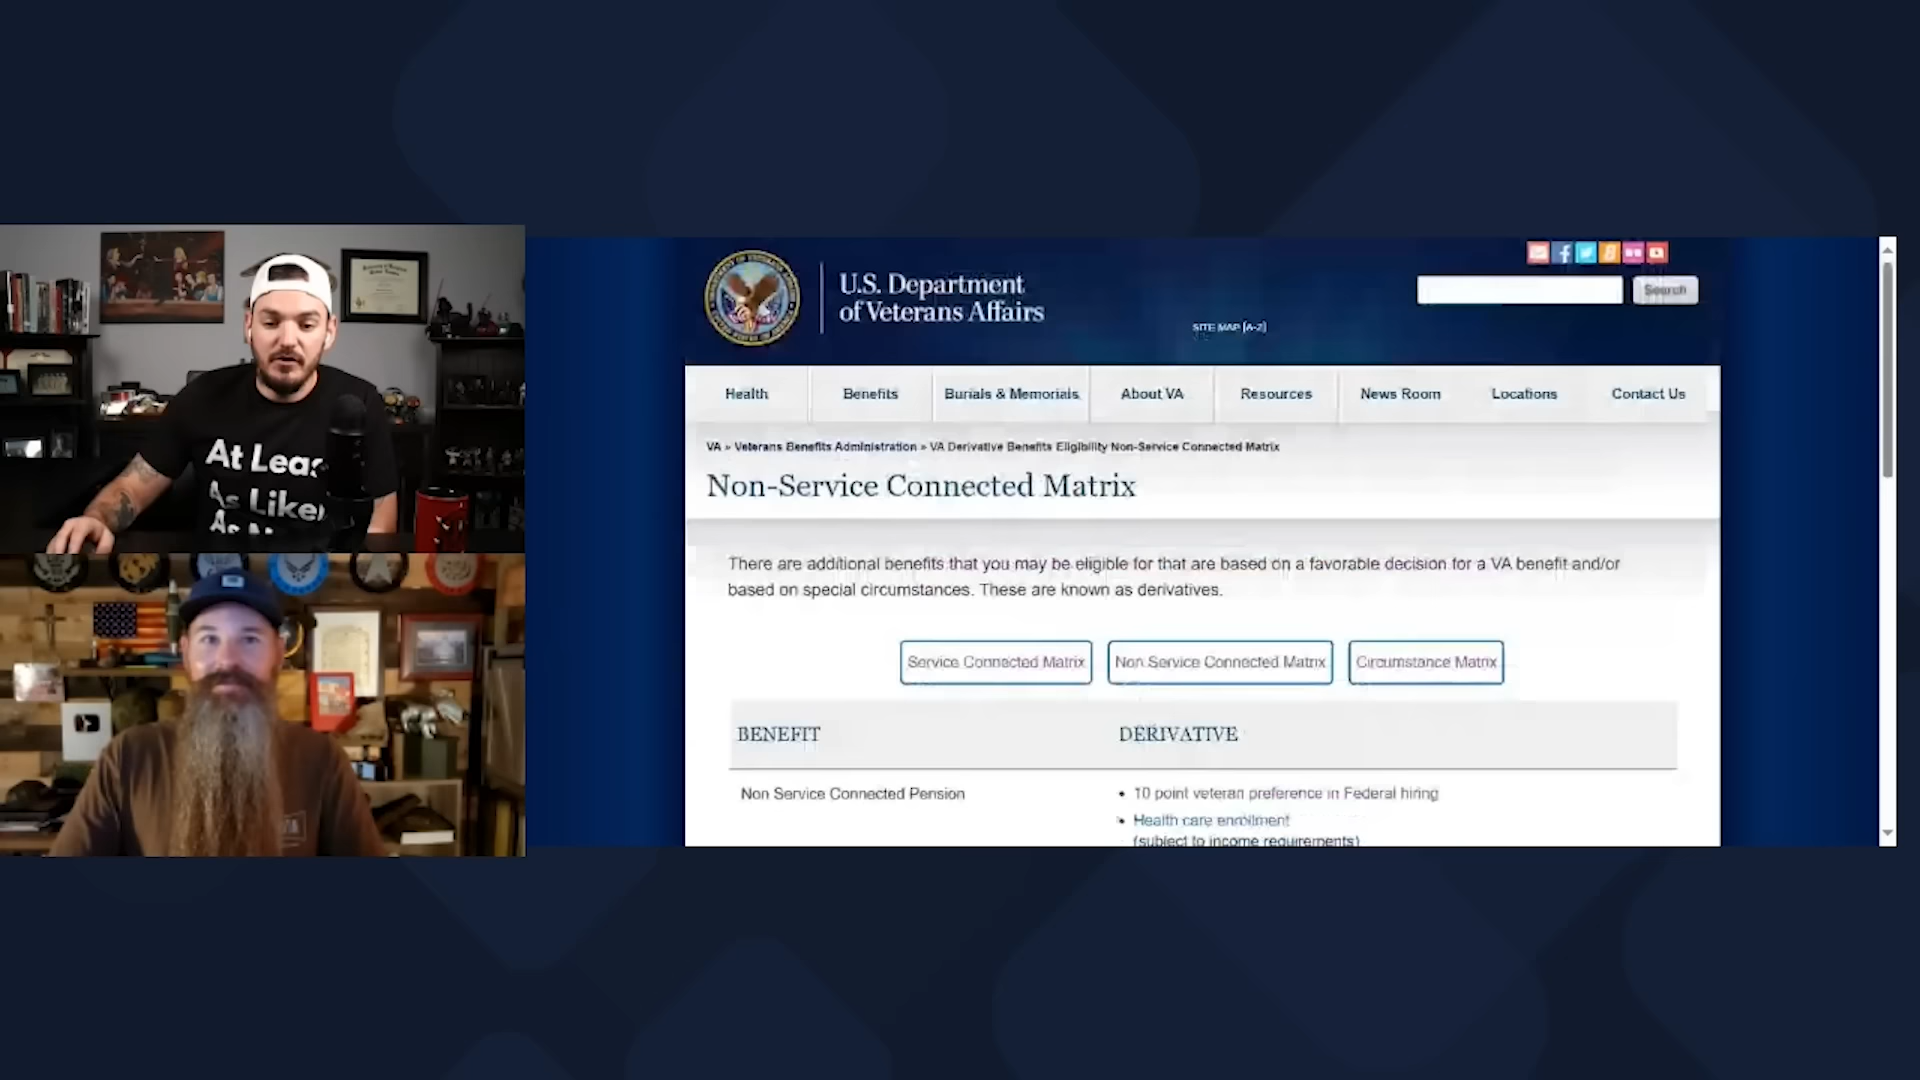 At Leas
As Likel
U.S. Department
of Veterans Affairs
Search
SITE MAP [A-Z]
Health
Benefits
Burials & Memorials
About VA
Resources
News Room
Locations
Contact Us
VA » Veterans Benefits Administration » VA Derivative Benefits Eligibility Non-Service Connected Matrix
Non-Service Connected Matrix
There are additional benefits that you may be eligible for that are based on a favorable decision for a VA benefit and/or
based on special circumstances. These are known as derivatives.
Service Connected Matrix
Non Service Connected Matrix
Circumstance Matrix
BENEFIT
DERIVATIVE
Non Service Connected Pension
• 10 point veteran preference in Federal hiring
• Health care enrollment
(subject to income requirements)